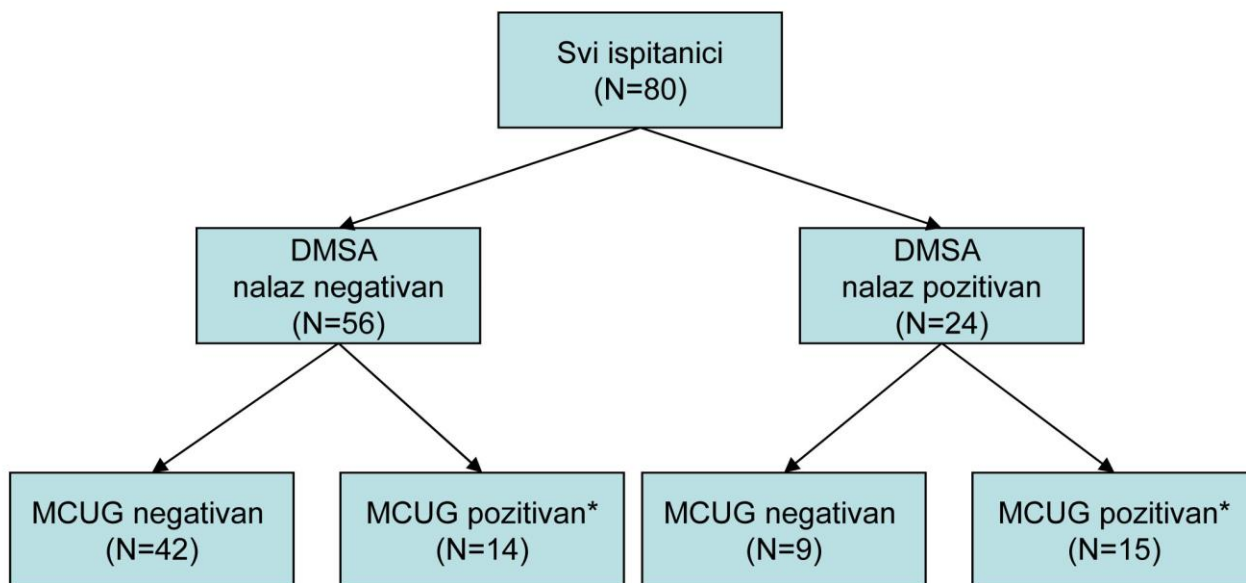 Svi ispitanici
(N=80)
DMSA
nalaz negativan
(N=56)
DMSA
nalaz pozitivan
(N=24)
MCUG negativan
(N=42)
MCUG pozitivan*
(N=14)
MCUG negativan
(N=9)
MCUG pozitivan*
(N=15)